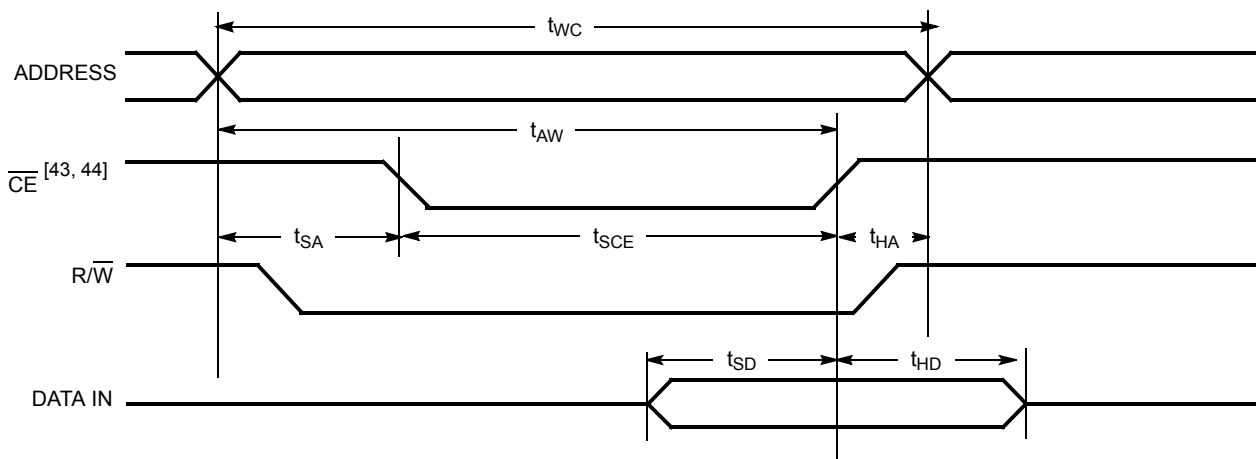 tWC
ADDRESS
tAW
CE [43, 44]
tSA
tSCE
tHA
R/W
tSD
tHD
DATA IN